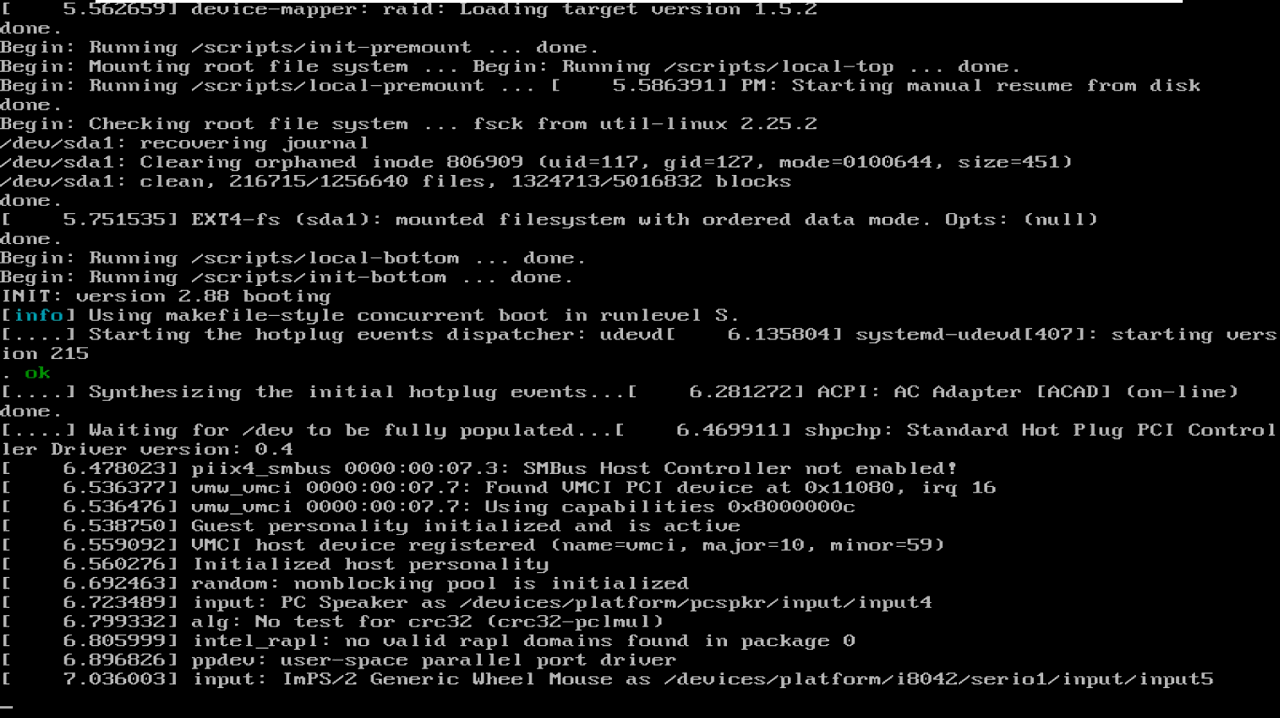 [    5.562659] device-mapper: raid: Loading target version 1.5.2
done.
Begin: Running /scripts/init-premount ... done.
Begin: Mounting root file system ... Begin: Running /scripts/local-top ... done.
Begin: Running /scripts/local-premount ... [    5.586391] PM: Starting manual resume from disk
done.
Begin: Checking root file system ... fsck from util-linux 2.25.2
/dev/sda1: recovering journal
/dev/sda1: Clearing orphaned inode 806909 (uid=117, gid=127, mode=0100644, size=451)
/dev/sda1: clean, 216715/1256640 files, 1324713/5016832 blocks
done.
[    5.751535] EXT4-fs (sda1): mounted filesystem with ordered data mode. Opts: (null)
done.
Begin: Running /scripts/local-bottom ... done.
Begin: Running /scripts/init-bottom ... done.
INIT: version 2.88 booting
[info] Using makefile-style concurrent boot in runlevel S.
[....] Starting the hotplug events dispatcher: udevd[    6.135804] systemd-udevd[407]: starting vers
ion 215
. ok
[....] Synthesizing the initial hotplug events...[    6.281272] ACPI: AC Adapter [ACAD] (on-line)
done.
[....] Waiting for /dev to be fully populated...[    6.469911] shpchp: Standard Hot Plug PCI Control
ler Driver version: 0.4
[    6.478023] piix4_smbus 0000:00:07.3: SMBus Host Controller not enabled!
[    6.536377] vmw_vmci 0000:00:07.7: Found VMCI PCI device at 0x11080, irq 16
[    6.536476] vmw_vmci 0000:00:07.7: Using capabilities 0x8000000c
[    6.538750] Guest personality initialized and is active
[    6.559092] VMCI host device registered (name=vmci, major=10, minor=59)
[    6.560276] Initialized host personality
[    6.692463] random: nonblocking pool is initialized
[    6.723489] input: PC Speaker as /devices/platform/pcspkr/input/input4
[    6.799332] alg: No test for crc32 (crc32-pclmul)
[    6.805999] intel_rapl: no valid rapl domains found in package 0
[    6.896826] ppdev: user-space parallel port driver
[    7.036003] input: ImPS/2 Generic Wheel Mouse as /devices/platform/i8042/serio1/input/input5